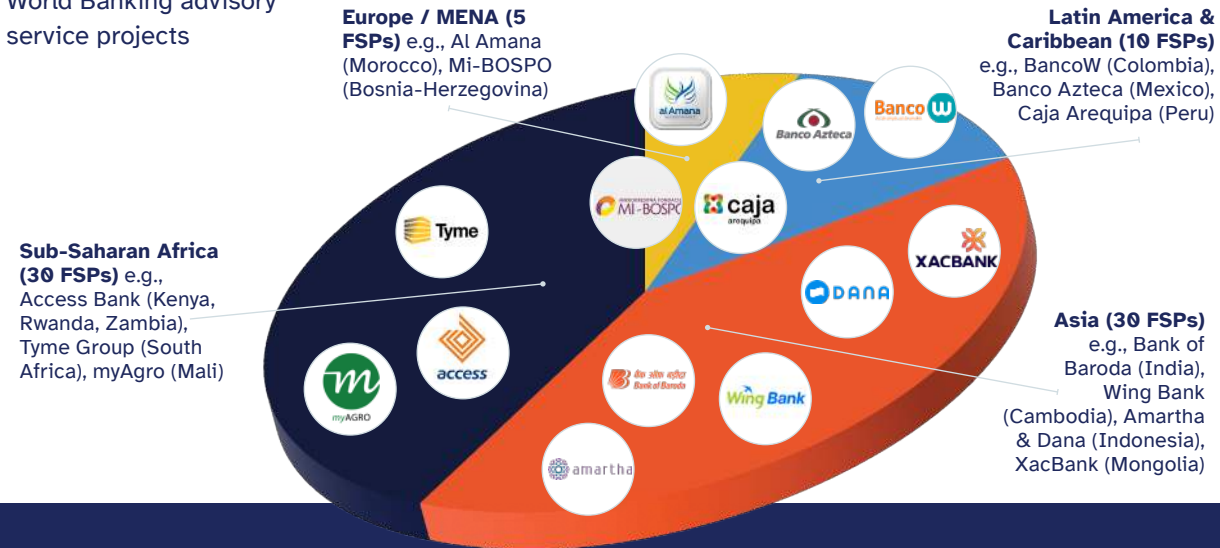 World Banking advisory
service projects
Europe / MENA (5
FSPs) e.g., Al Amana
(Morocco), Mi-BOSPO
(Bosnia-Herzegovina)
Latin America &
Caribbean (10 FSPs)
e.g., BancoW (Colombia),
Banco Azteca (Mexico),
Caja Arequipa (Peru)
al Amana
Banco Azteca
Banco W
MI-BOSPO
caja
arequipa
Tyme
XACBANK
DANA
Sub-Saharan Africa
(30 FSPs) e.g.,
Access Bank (Kenya,
Rwanda, Zambia),
Tyme Group (South
Africa), myAgro (Mali)
access
m
myAGRO
बैंक ऑफ़ बड़ौदा
Bank of Baroda
Wing Bank
amartha
Asia (30 FSPs)
e.g., Bank of
Baroda (India),
Wing Bank
(Cambodia), Amartha
& Dana (Indonesia),
XacBank (Mongolia)